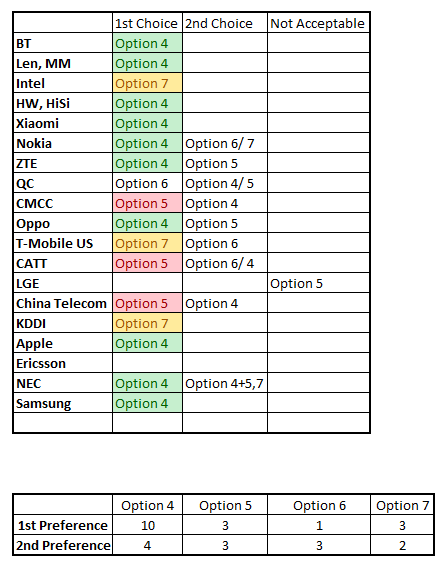 1st Choice 2nd Choice Not Acceptable
BT Option 4
Len, MM Option 4
Intel Option 7
HW, HiSi Option 4
Xiaomi Option 4
Nokia Option 4 Option 6/ 7
ZTE Option 4 Option 5
QC Option 6 Option 4/ 5
CMCC Option 5 Option 4
Oppo Option 4 Option 5
T-Mobile US Option 7 Option 6
CATT Option 5 Option 6/ 4
LGE Option 5
China Telecom Option 5 Option 4
KDDI Option 7
Apple Option 4
Ericsson
NEC Option 4 Option 4+5,7
Samsung Option 4
Option 4 Option 5 Option 6 Option 7
1st Preference 10 3 1 3
2nd Preference 4 3 3 2